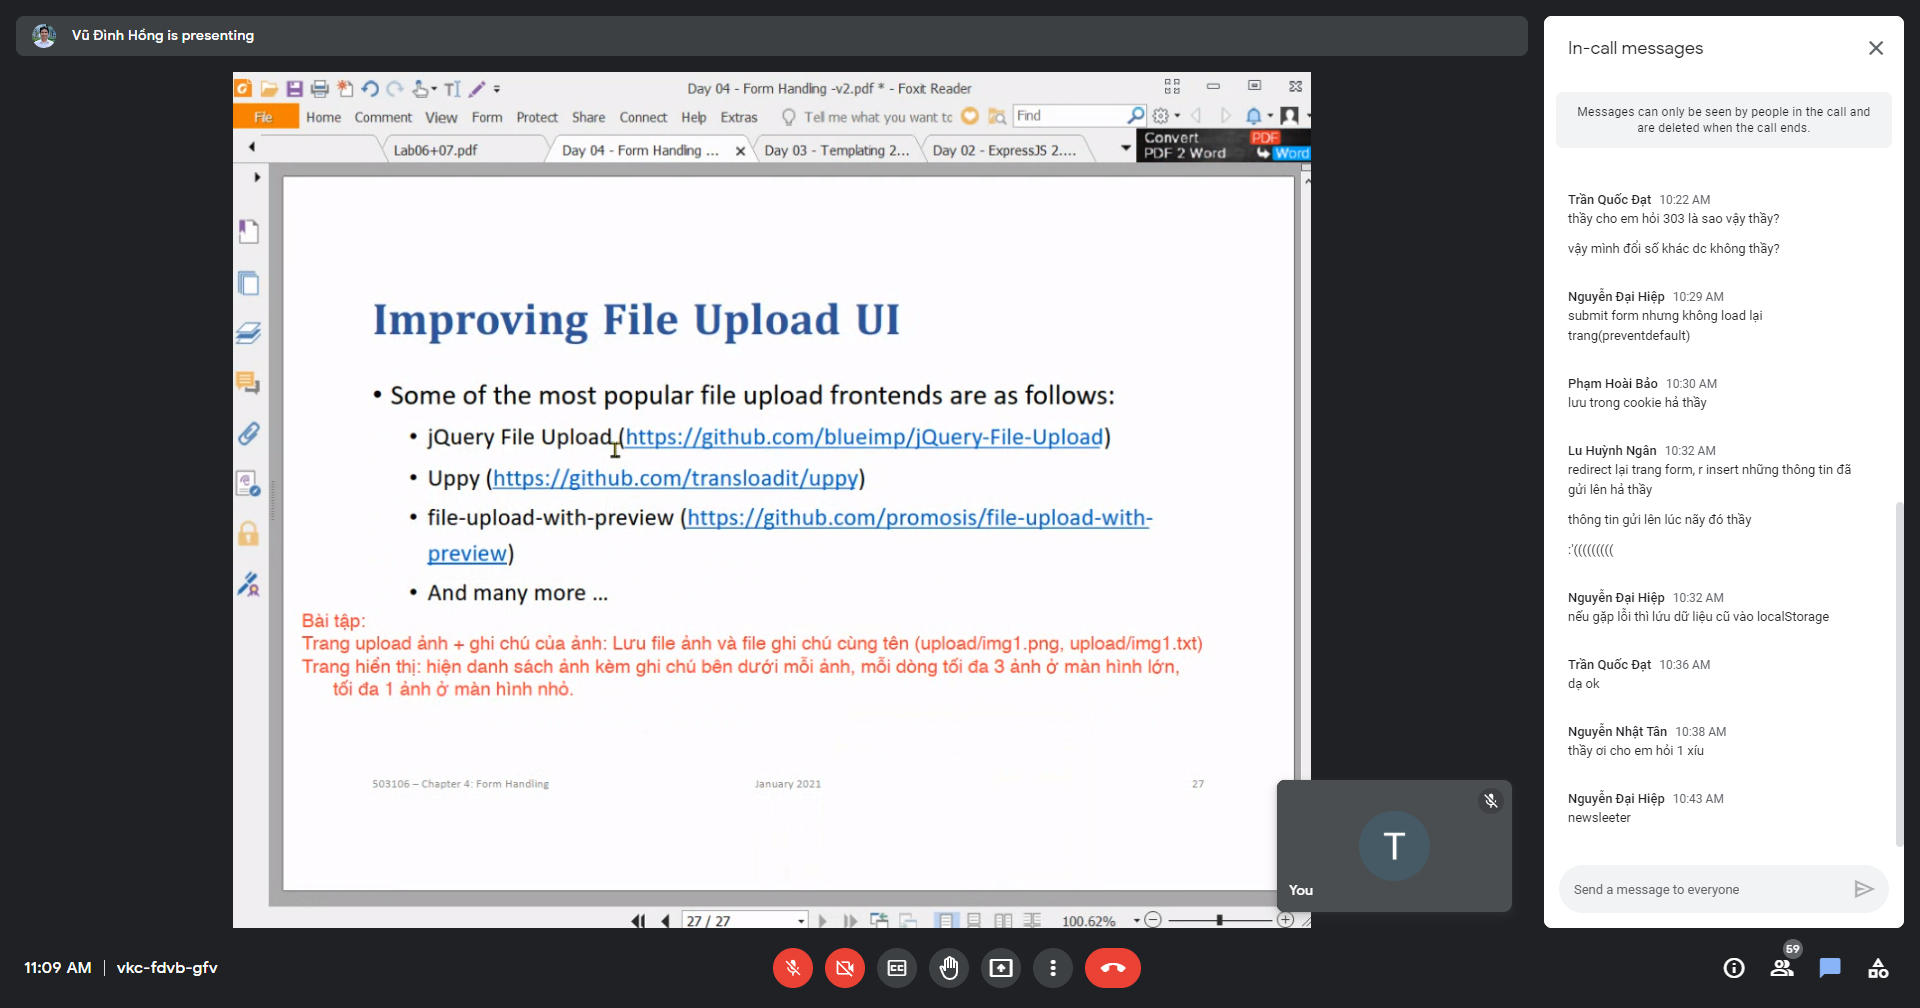 Vũ Đình Hồng is presenting
Day 04 - Form Handling -v2.pdf * - Foxit Reader
File Home Comment View Form Protect Share Connect Help Extras Tell me what you want to Find
Lab06+07.pdf Day 04 - Form Handling ... Day 03 - Templating 2... Day 02 - ExpressJS 2....
Convert PDF
PDF 2 Word Word
Improving File Upload UI
• Some of the most popular file upload frontends are as follows:
• jQuery File Upload (https://github.com/blueimp/jQuery-File-Upload)
• Uppy (https://github.com/transloadit/uppy)
• file-upload-with-preview (https://github.com/promosis/file-upload-with-
preview)
• And many more ...
Bài tập:
Trang upload ảnh + ghi chú của ảnh: Lưu file ảnh và file ghi chú cùng tên (upload/img1.png, upload/img1.txt)
Trang hiển thị: hiện danh sách ảnh kèm ghi chú bên dưới mỗi ảnh, mỗi dòng tối đa 3 ảnh ở màn hình lớn,
tối đa 1 ảnh ở màn hình nhỏ.
503106 – Chapter 4: Form Handling January 2021 27
27 / 27 100.62%
T
You
In-call messages
Messages can only be seen by people in the call and
are deleted when the call ends.
Trần Quốc Đạt 10:22 AM
thầy cho em hỏi 303 là sao vậy thầy?
vậy mình đổi số khác dc không thầy?
Nguyễn Đại Hiệp 10:29 AM
submit form nhưng không load lại
trang(preventdefault)
Phạm Hoài Bảo 10:30 AM
lưu trong cookie hả thầy
Lu Huỳnh Ngân 10:32 AM
redirect lại trang form, r insert những thông tin đã
gửi lên hả thầy
thông tin gửi lên lúc nãy đó thầy
:'(((((((((
Nguyễn Đại Hiệp 10:32 AM
nếu gặp lỗi thì lứu dữ liệu cũ vào localStorage
Trần Quốc Đạt 10:36 AM
dạ ok
Nguyễn Nhật Tân 10:38 AM
thầy ơi cho em hỏi 1 xíu
Nguyễn Đại Hiệp 10:43 AM
newsleeter
Send a message to everyone
11:09 AM | vkc-fdvb-gfv
59